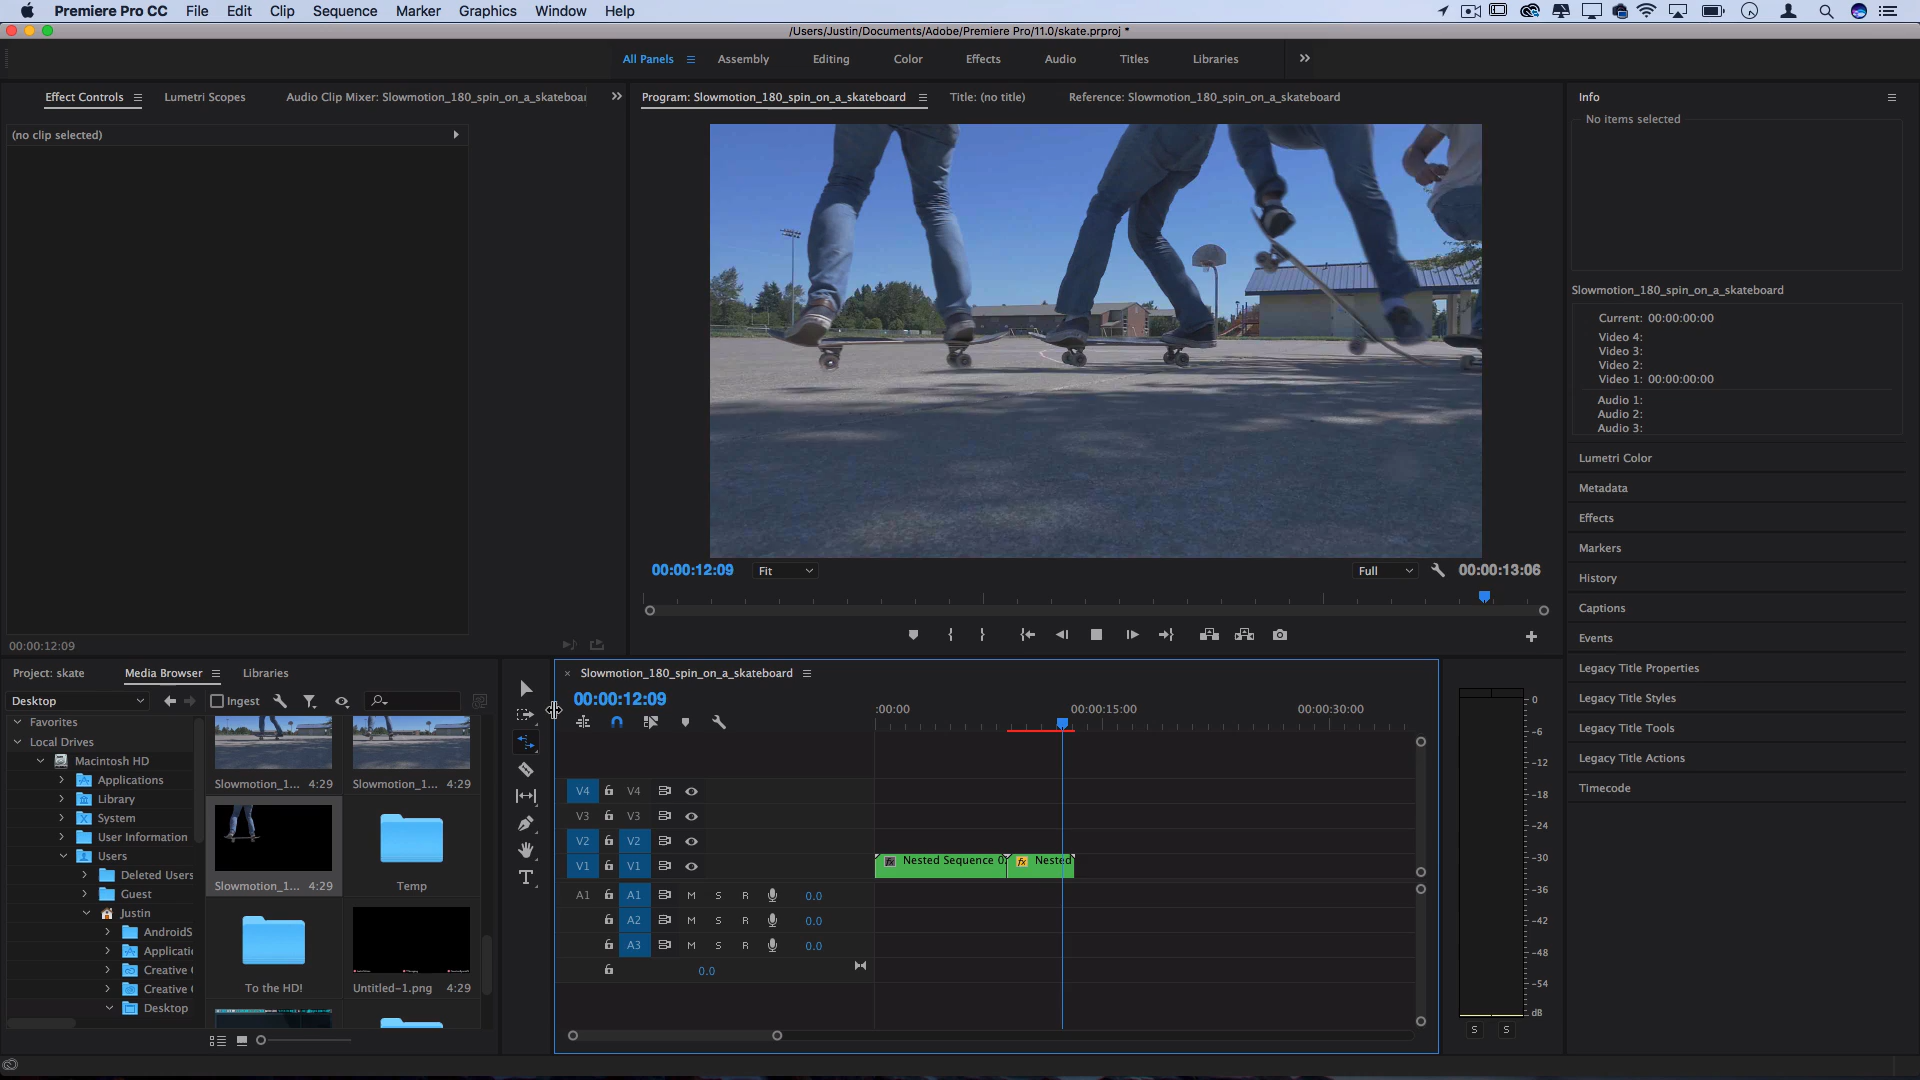 Premiere Pro CC File Edit Clip Sequence Marker Graphics Window Help
/Users/Justin/Documents/Adobe/Premiere Pro/11.0/skate.prproj *
All Panels Assembly Editing Color Effects Audio Titles Libraries
Effect Controls Lumetri Scopes Audio Clip Mixer: Slowmotion_180_spin_on_a_skateboar
(no clip selected)
00:00:12:09
Program: Slowmotion_180_spin_on_a_skateboard Title: (no title) Reference: Slowmotion_180_spin_on_a_skateboard
00:00:12:09 Fit Full 00:00:13:06
Info
No items selected
Slowmotion_180_spin_on_a_skateboard
Current: 00:00:00:00
Video 4:
Video 3:
Video 2:
Video 1: 00:00:00:00
Audio 1:
Audio 2:
Audio 3:
Lumetri Color
Metadata
Effects
Markers
History
Captions
Events
Legacy Title Properties
Legacy Title Styles
Legacy Title Tools
Legacy Title Actions
Timecode
Project: skate Media Browser Libraries
Desktop Ingest
Favorites
Local Drives
Macintosh HD
Applications
Library
System
User Information
Users
Deleted Users
Guest
Justin
AndroidS
Applicatio
Creative C
Creative C
Desktop
Slowmotion_1... 4:29
Slowmotion_1... 4:29
Slowmotion_1... 4:29
Temp
To the HD!
Untitled-1.png 4:29
T
× Slowmotion_180_spin_on_a_skateboard
00:00:12:09
:00:00 00:00:15:00 00:00:30:00
V4 V4
V3 V3
V2 V2
V1 V1 fx Nested Sequence 0 fx Nested
A1 A1 M S R 0.0
A2 M S R 0.0
A3 M S R 0.0
0.0
0
-6
-12
-18
-24
-30
-36
-42
-48
-54
dB
S S